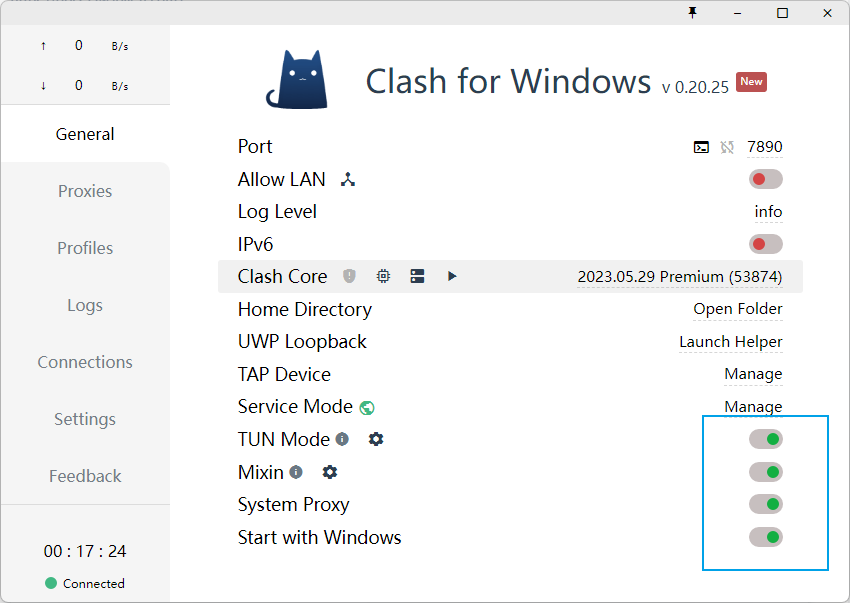 ↑ 0 B/s
↓ 0 B/s
General
Proxies
Profiles
Logs
Connections
Settings
Feedback
00 : 17 : 24
Connected
Clash for Windows v 0.20.25 New
Port 7890
Allow LAN
Log Level info
IPv6
Clash Core 2023.05.29 Premium (53874)
Home Directory Open Folder
UWP Loopback Launch Helper
TAP Device Manage
Service Mode Manage
TUN Mode
Mixin
System Proxy
Start with Windows